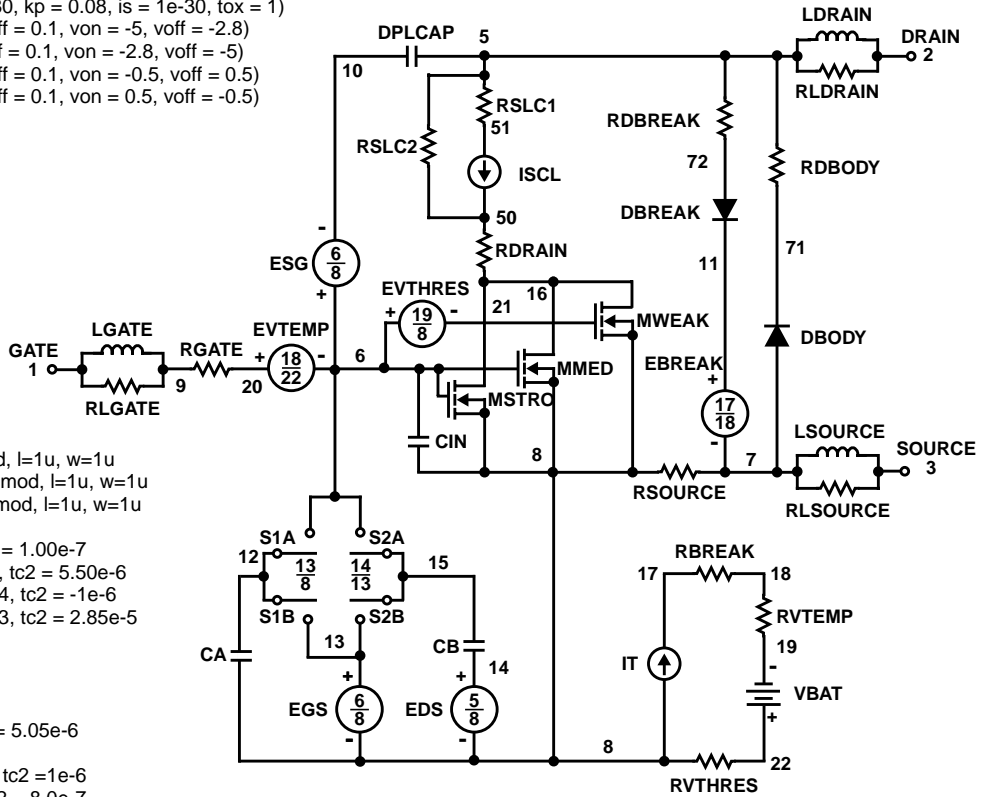 30, kp = 0.08, is = 1e-30, tox = 1)
off = 0.1, von = -5, voff = -2.8)
= 0.1, von = -2.8, voff = -5)
ff = 0.1, von = -0.5, voff = 0.5)
ff = 0.1, von = 0.5, voff = -0.5)
DPLCAP
5
10
LDRAIN
DRAIN
2
RLDRAIN
RSLC1
51
RSLC2
ISCL
RDBREAK
72
RDBODY
DBREAK
50
RDRAIN
71
11
ESG
6
8
-
+
EVTHRES
+
19
8
-
21
16
MWEAK
DBODY
MMED
EBREAK
+
17
18
-
MSTRO
LGATE
GATE
1
RLGATE
9
RGATE
20
EVTEMP
+
18
22
-
6
CIN
8
RSOURCE
7
LSOURCE
SOURCE
3
RLSOURCE
d, l=1u, w=1u
mod, l=1u, w=1u
mod, l=1u, w=1u
= 1.00e-7
, tc2 = 5.50e-6
4, tc2 = -1e-6
3, tc2 = 2.85e-5
= 5.05e-6
tc2 =1e-6
S1A
S2A
12
13
8
14
13
15
S1B
S2B
13
CA
CB
14
+
EGS
6
8
-
+
EDS
5
8
-
8
RBREAK
17
18
RVTEMP
19
IT
-
VBAT
+
22
RVTHRES